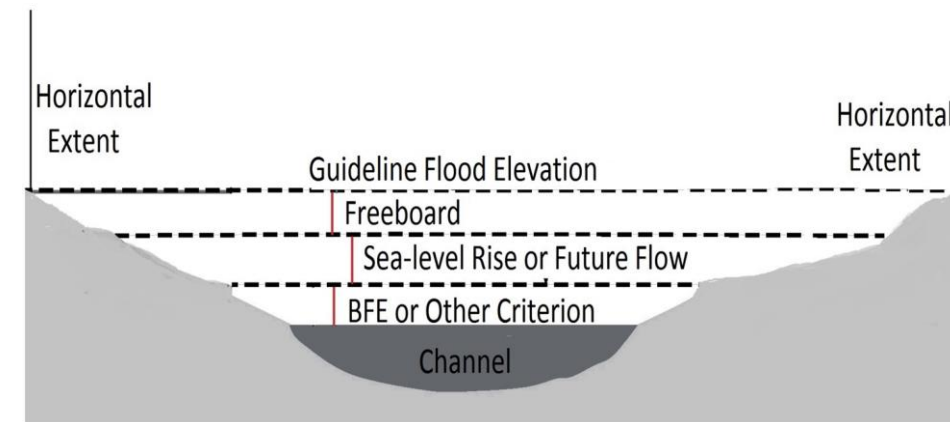 Horizontal
Extent
Horizontal
Extent
Guideline Flood Elevation
Freeboard
Sea-level Rise or Future Flow
BFE or Other Criterion
Channel